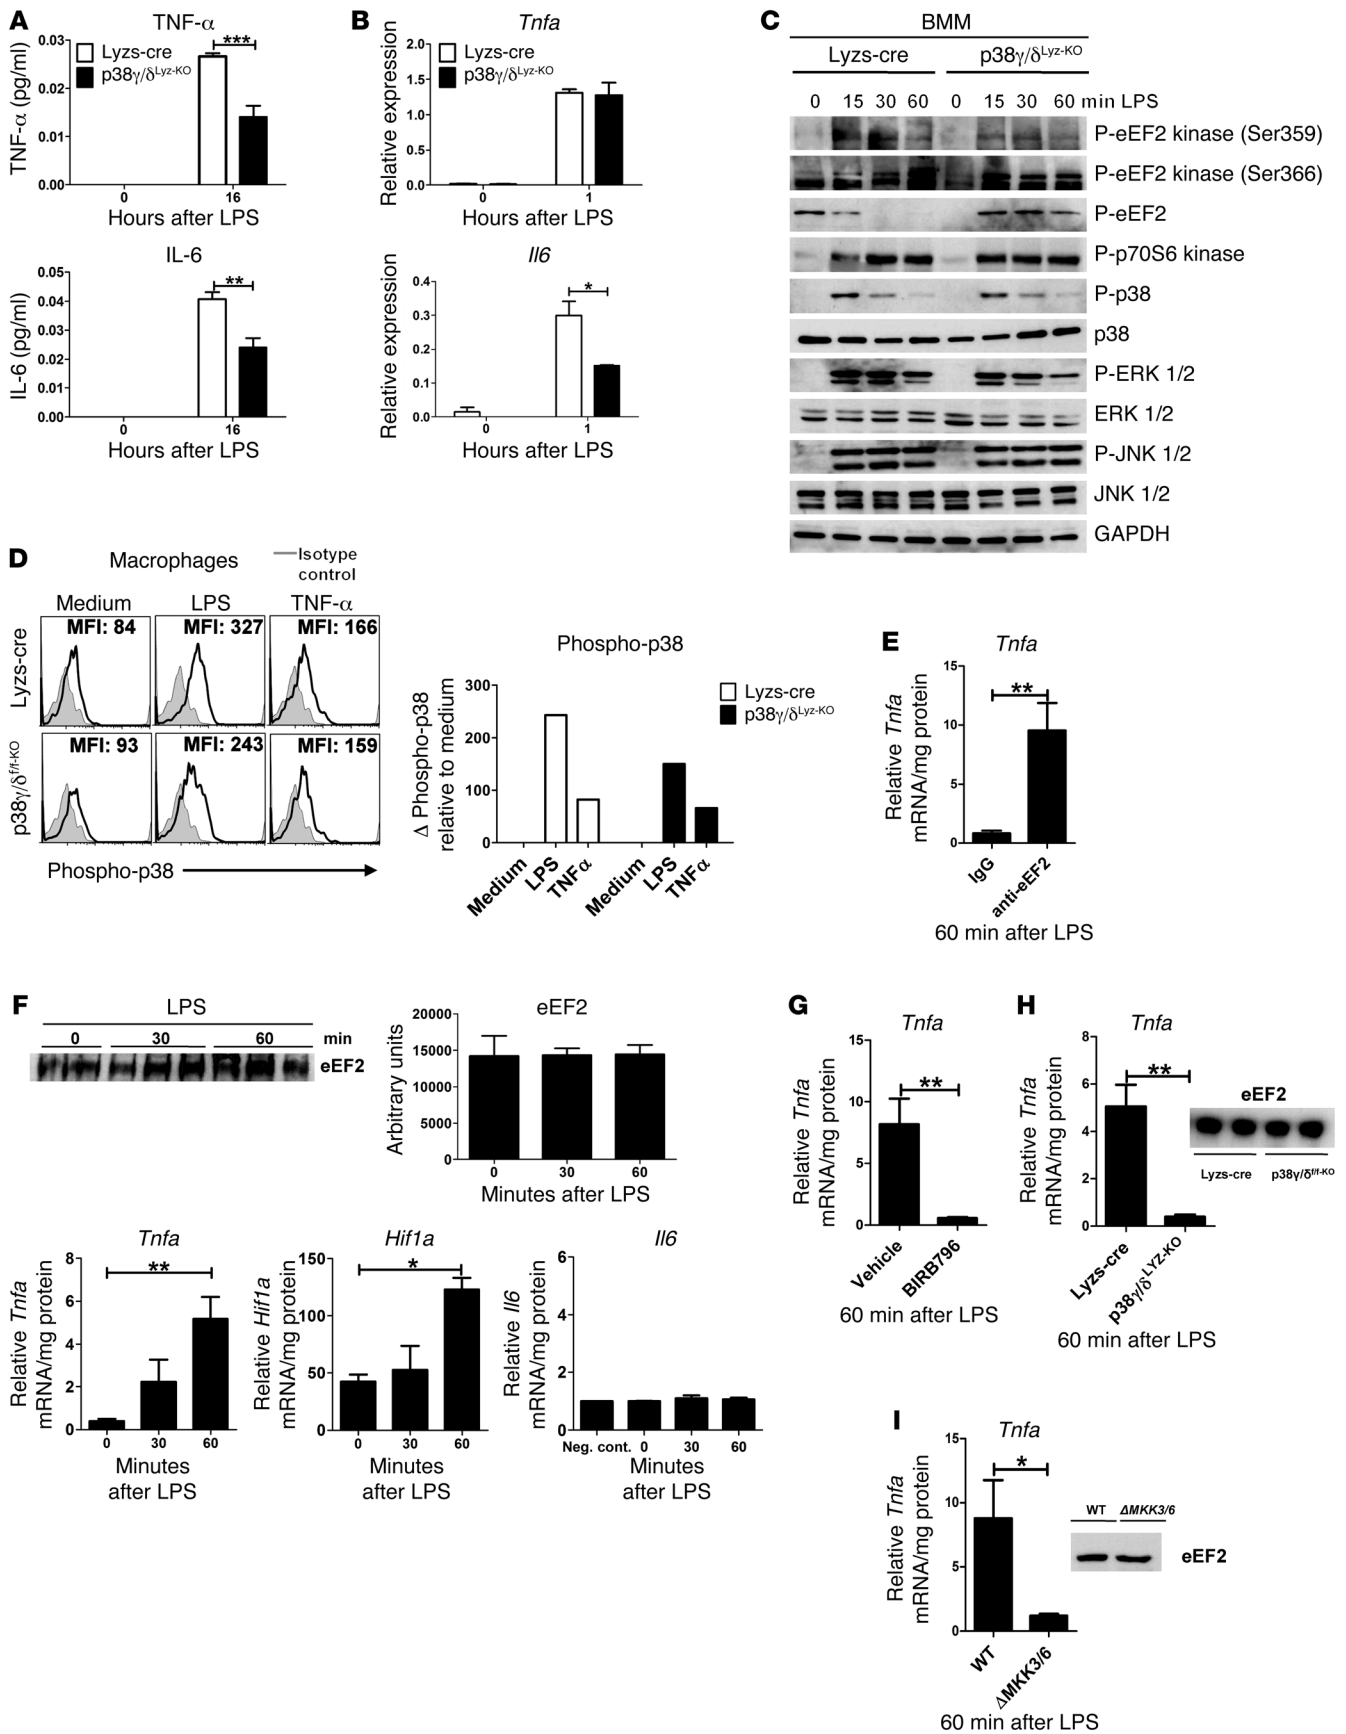 A
TNF-α
TNF-α (pg/ml)
0.03
0.02
0.01
0.00
***
Lyzs-cre
p38γ/δLyz-KO
0
16
Hours after LPS
IL-6
IL-6 (pg/ml)
0.05
0.04
0.03
0.02
0.01
0.00
**
0
16
Hours after LPS
B
Tnfa
Relative expression
2.0
1.5
1.0
0.5
0.0
Lyzs-cre
p38γ/δLyz-KO
0
1
Hours after LPS
Il6
Relative expression
0.4
0.3
0.2
0.1
0.0
*
0
1
Hours after LPS
C
BMM
Lyzs-cre
p38γ/δLyz-KO
0 15 30 60 0 15 30 60 min LPS
P-eEF2 kinase (Ser359)
P-eEF2 kinase (Ser366)
P-eEF2
P-p70S6 kinase
P-p38
p38
P-ERK 1/2
ERK 1/2
P-JNK 1/2
JNK 1/2
GAPDH
D
Macrophages
Isotype
control
Medium LPS TNF-α
Lyzs-cre
MFI: 84 MFI: 327 MFI: 166
p38γ/δf/f-KO
MFI: 93 MFI: 243 MFI: 159
Phospho-p38
Phospho-p38
Δ Phospho-p38
relative to medium
300
200
100
0
Lyzs-cre
p38γ/δLyz-KO
Medium
LPS
TNFα
Medium
LPS
TNFα
E
Tnfa
Relative Tnfa
mRNA/mg protein
15
10
5
0
**
IgG
anti-eEF2
60 min after LPS
F
LPS
0 30 60 min
eEF2
eEF2
Arbitrary units
20000
15000
10000
5000
0
0 30 60
Minutes after LPS
Tnfa
Relative Tnfa
mRNA/mg protein
8
6
4
2
0
**
0 30 60
Minutes
after LPS
Hif1a
Relative Hif1a
mRNA/mg protein
150
100
50
0
*
0 30 60
Minutes
after LPS
Il6
Relative Il6
mRNA/mg protein
6
4
2
0
Neg. cont. 0 30 60
Minutes
after LPS
G
Tnfa
Relative Tnfa
mRNA/mg protein
15
10
5
0
**
Vehicle
BIRB796
60 min after LPS
H
Tnfa
Relative Tnfa
mRNA/mg protein
8
6
4
2
0
**
Lyzs-cre
p38γ/δLYZ-KO
60 min after LPS
eEF2
Lyzs-cre
p38γ/δf/f-KO
I
Tnfa
Relative Tnfa
mRNA/mg protein
15
10
5
0
*
WT
ΔMKK3/6
60 min after LPS
WT ΔMKK3/6
eEF2